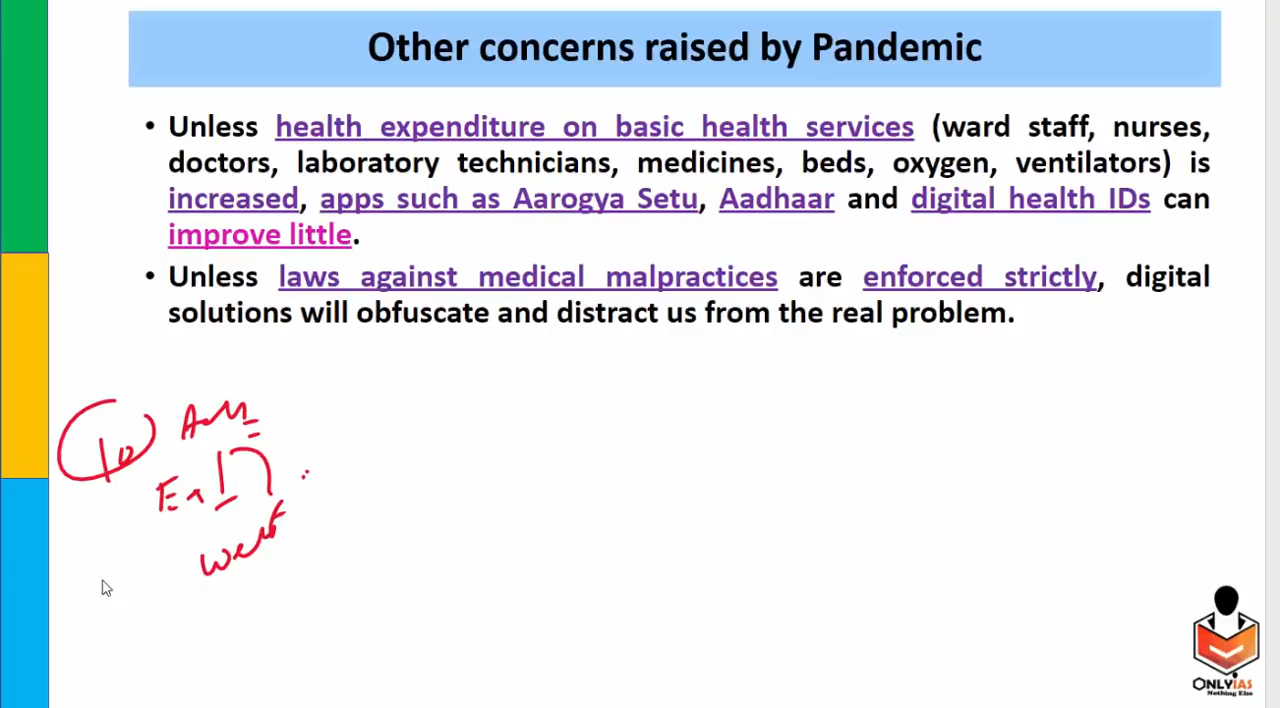 Other concerns raised by Pandemic
• Unless health expenditure on basic health services (ward staff, nurses,
doctors, laboratory technicians, medicines, beds, oxygen, ventilators) is
increased, apps such as Aarogya Setu, Aadhaar and digital health IDs can
improve little.
• Unless laws against medical malpractices are enforced strictly, digital
solutions will obfuscate and distract us from the real problem.
10
West
ONLYIAS
Nothing Else